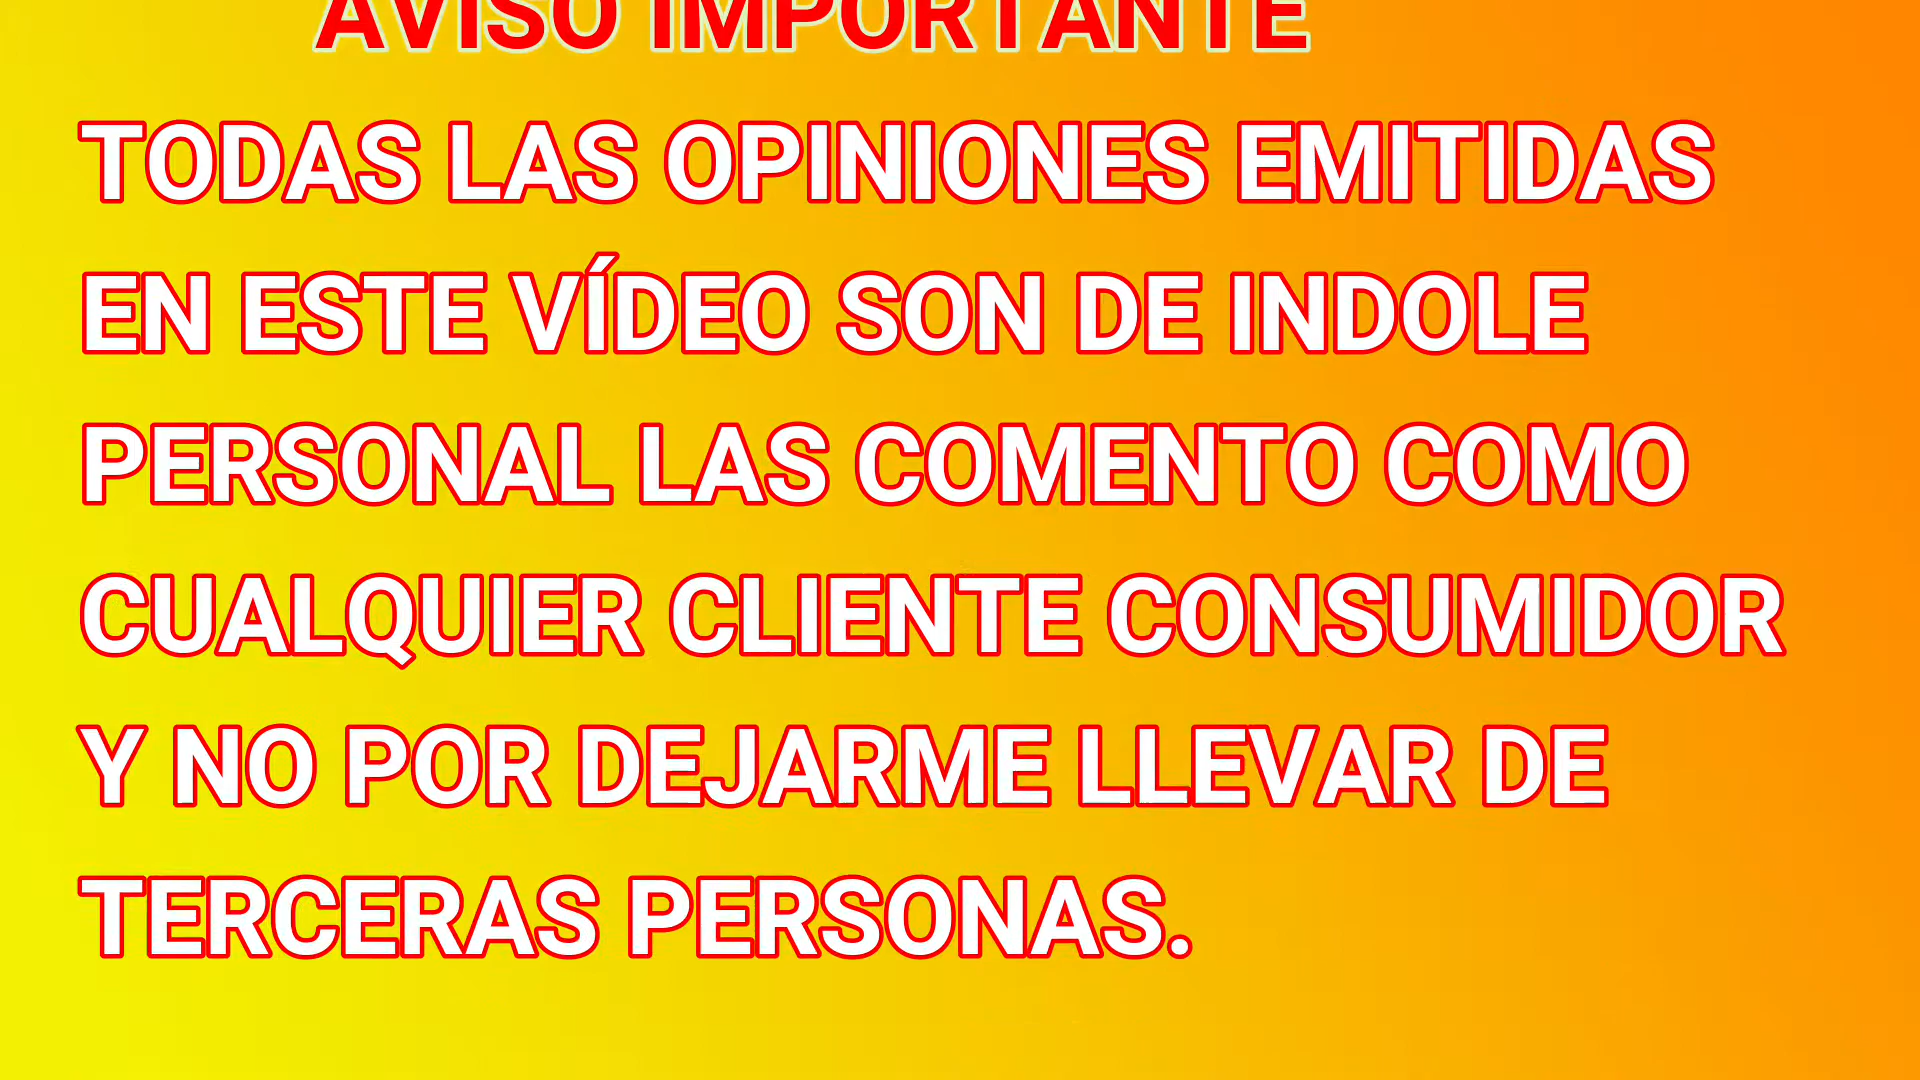 AVISO IMPORTANTE
TODAS LAS OPINIONES EMITIDAS
EN ESTE VÍDEO SON DE INDOLE
PERSONAL LAS COMENTO COMO
CUALQUIER CLIENTE CONSUMIDOR
Y NO POR DEJARME LLEVAR DE
TERCERAS PERSONAS.